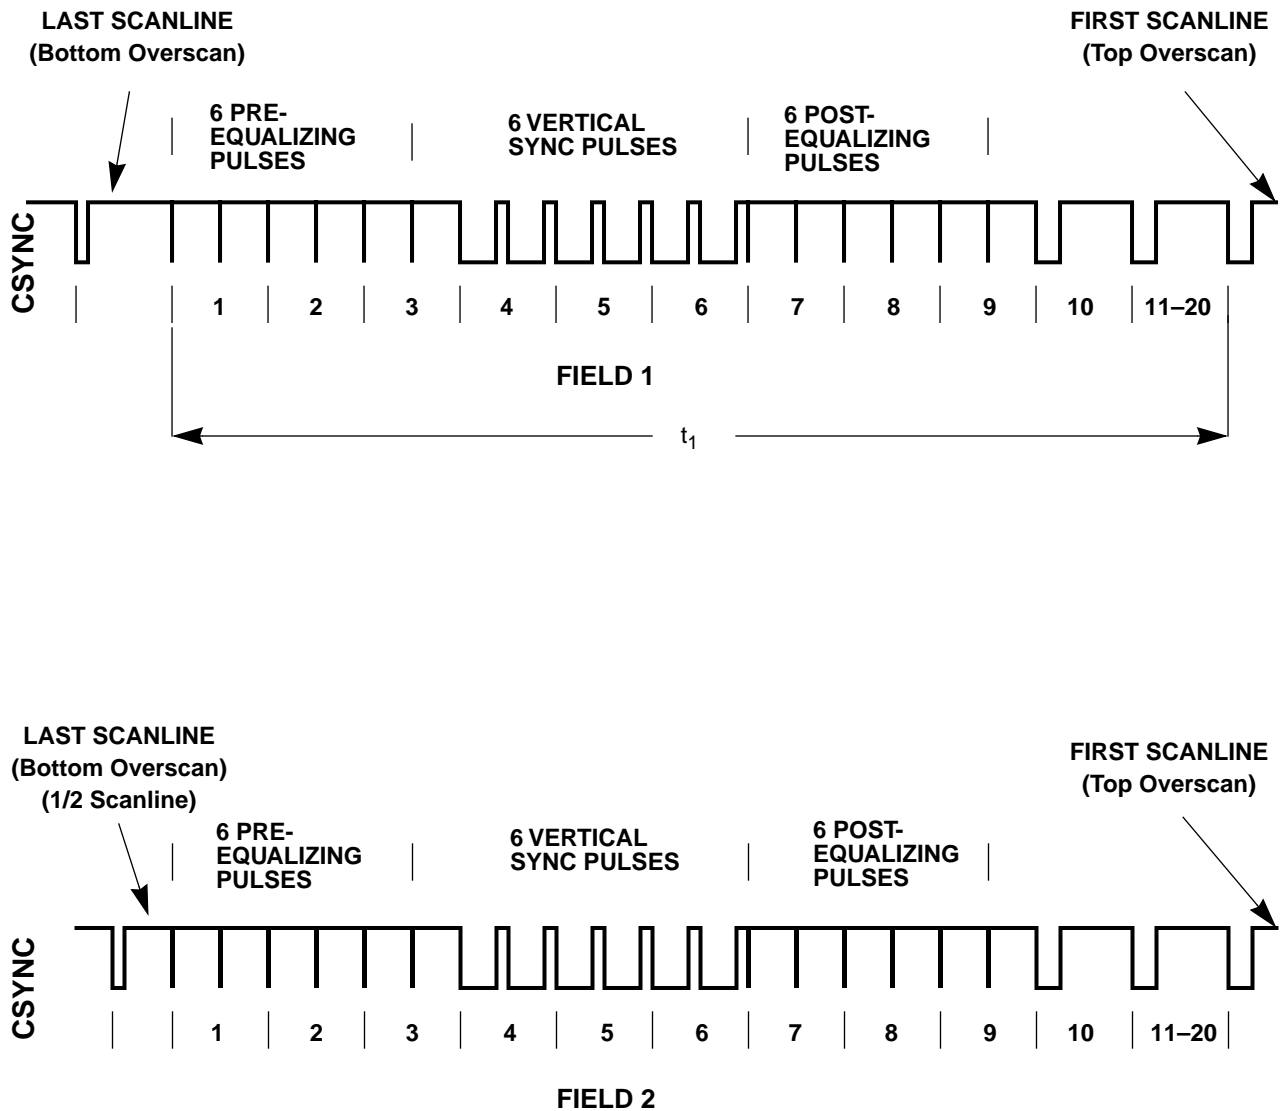 LAST SCANLINE
(Bottom Overscan)
FIRST SCANLINE
(Top Overscan)
6 PRE-
EQUALIZING
PULSES
6 VERTICAL
SYNC PULSES
6 POST-
EQUALIZING
PULSES
CSYNC
1 2 3 4 5 6 7 8 9 10 11–20
FIELD 1
t1
LAST SCANLINE
(Bottom Overscan)
(1/2 Scanline)
FIRST SCANLINE
(Top Overscan)
6 PRE-
EQUALIZING
PULSES
6 VERTICAL
SYNC PULSES
6 POST-
EQUALIZING
PULSES
CSYNC
1 2 3 4 5 6 7 8 9 10 11–20
FIELD 2